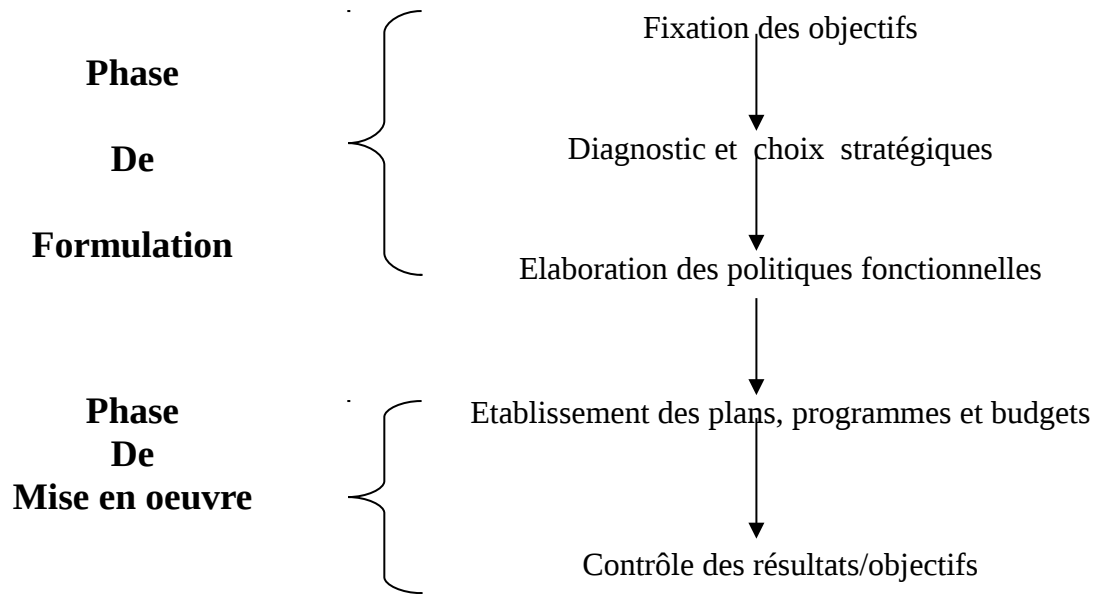 Phase
De
Formulation
Fixation des objectifs
Diagnostic et choix stratégiques
Elaboration des politiques fonctionnelles
Phase
De
Mise en oeuvre
Etablissement des plans, programmes et budgets
Contrôle des résultats/objectifs